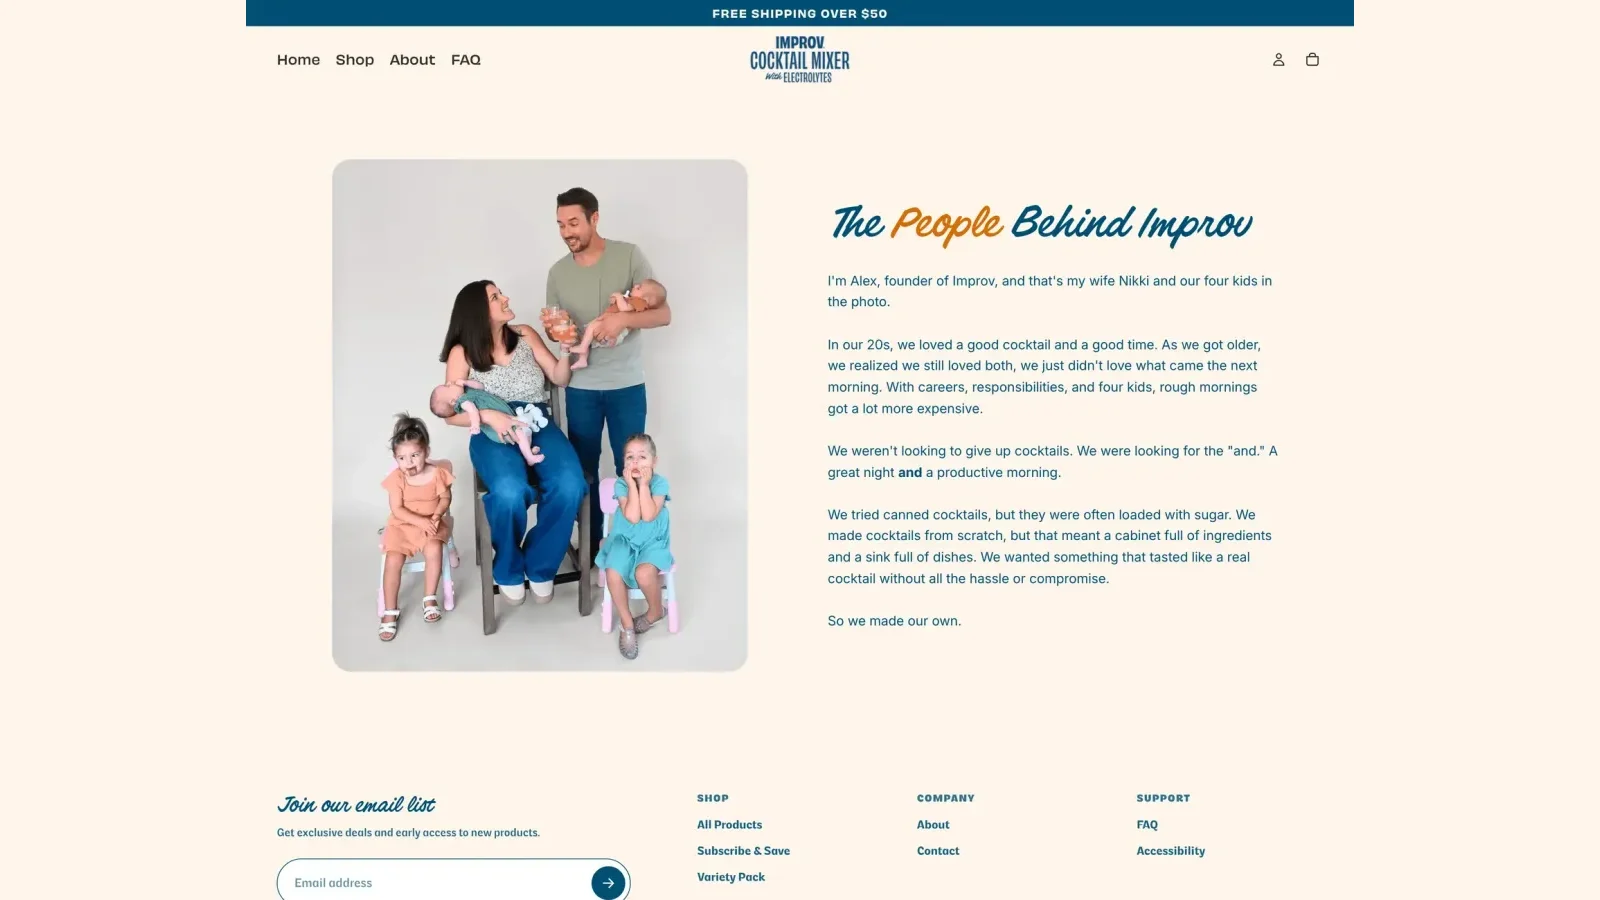 FREE SHIPPING OVER $50
Home Shop About FAQ
IMPROV
COCKTAIL MIXER
With ELECTROLYTES
The People Behind Improv
I'm Alex, founder of Improv, and that's my wife Nikki and our four kids in
the photo.
In our 20s, we loved a good cocktail and a good time. As we got older,
we realized we still loved both, we just didn't love what came the next
morning. With careers, responsibilities, and four kids, rough mornings
got a lot more expensive.
We weren't looking to give up cocktails. We were looking for the "and." A
great night and a productive morning.
We tried canned cocktails, but they were often loaded with sugar. We
made cocktails from scratch, but that meant a cabinet full of ingredients
and a sink full of dishes. We wanted something that tasted like a real
cocktail without all the hassle or compromise.
So we made our own.
Join our email list
Get exclusive deals and early access to new products.
Email address
SHOP
All Products
Subscribe & Save
Variety Pack
COMPANY
About
Contact
SUPPORT
FAQ
Accessibility